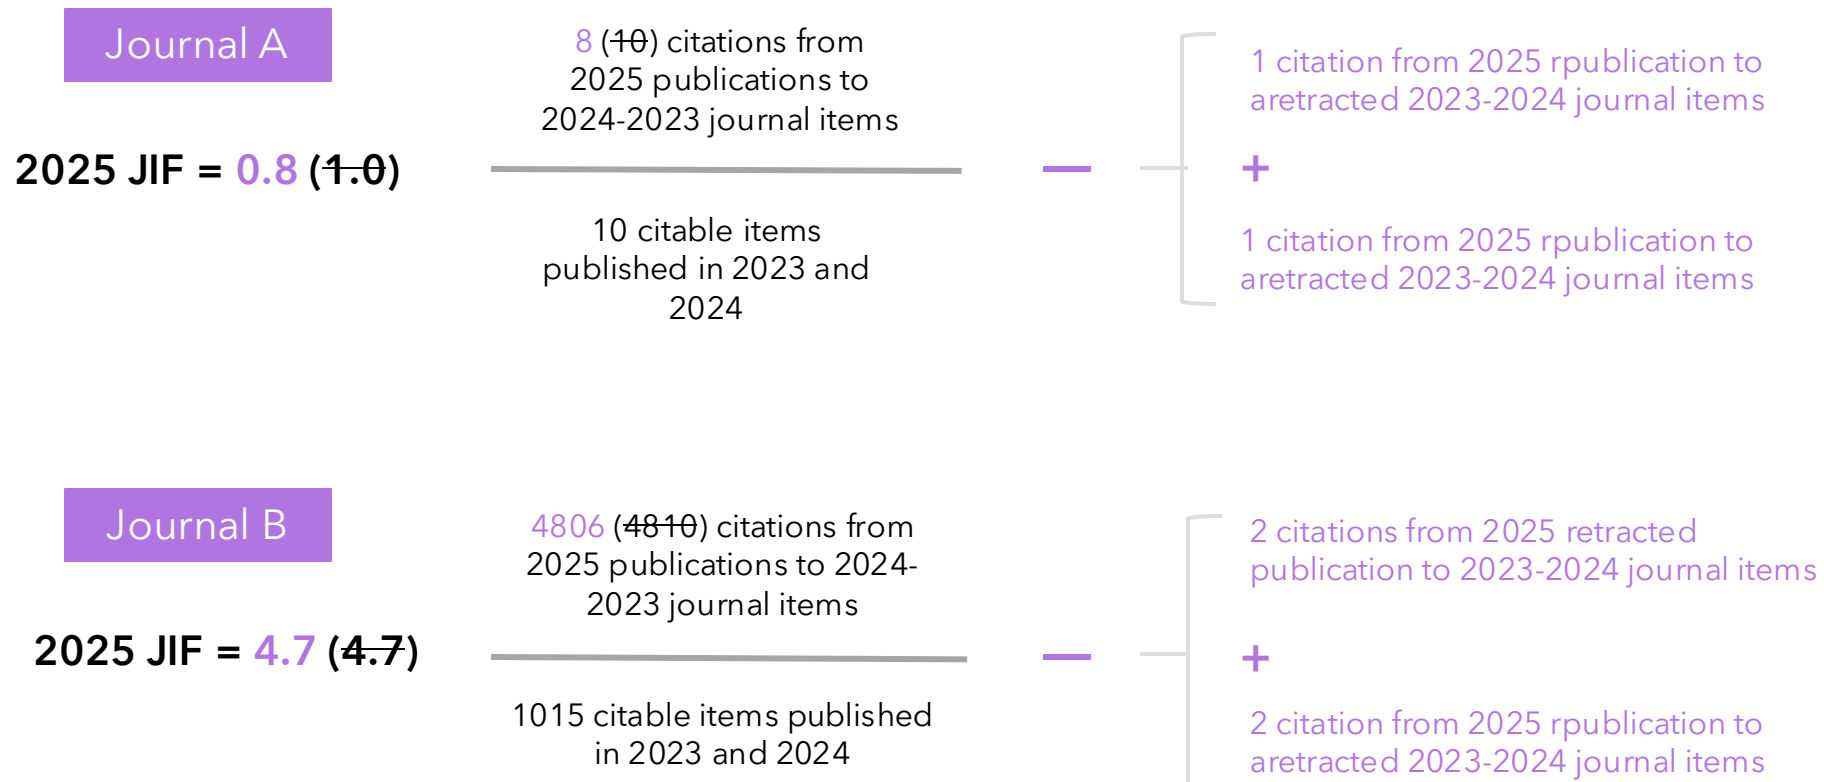 Journal A
2025 JIF = 0.8 (1.0)
8 (10) citations from
2025 publications to
2024-2023 journal items
10 citable items
published in 2023 and
2024
−
1 citation from 2025 rpublication to
aretracted 2023-2024 journal items
+
1 citation from 2025 rpublication to
aretracted 2023-2024 journal items
Journal B
2025 JIF = 4.7 (4.7)
4806 (4810) citations from
2025 publications to 2024-
2023 journal items
1015 citable items published
in 2023 and 2024
−
2 citations from 2025 retracted
publication to 2023-2024 journal items
+
2 citation from 2025 rpublication to
aretracted 2023-2024 journal items